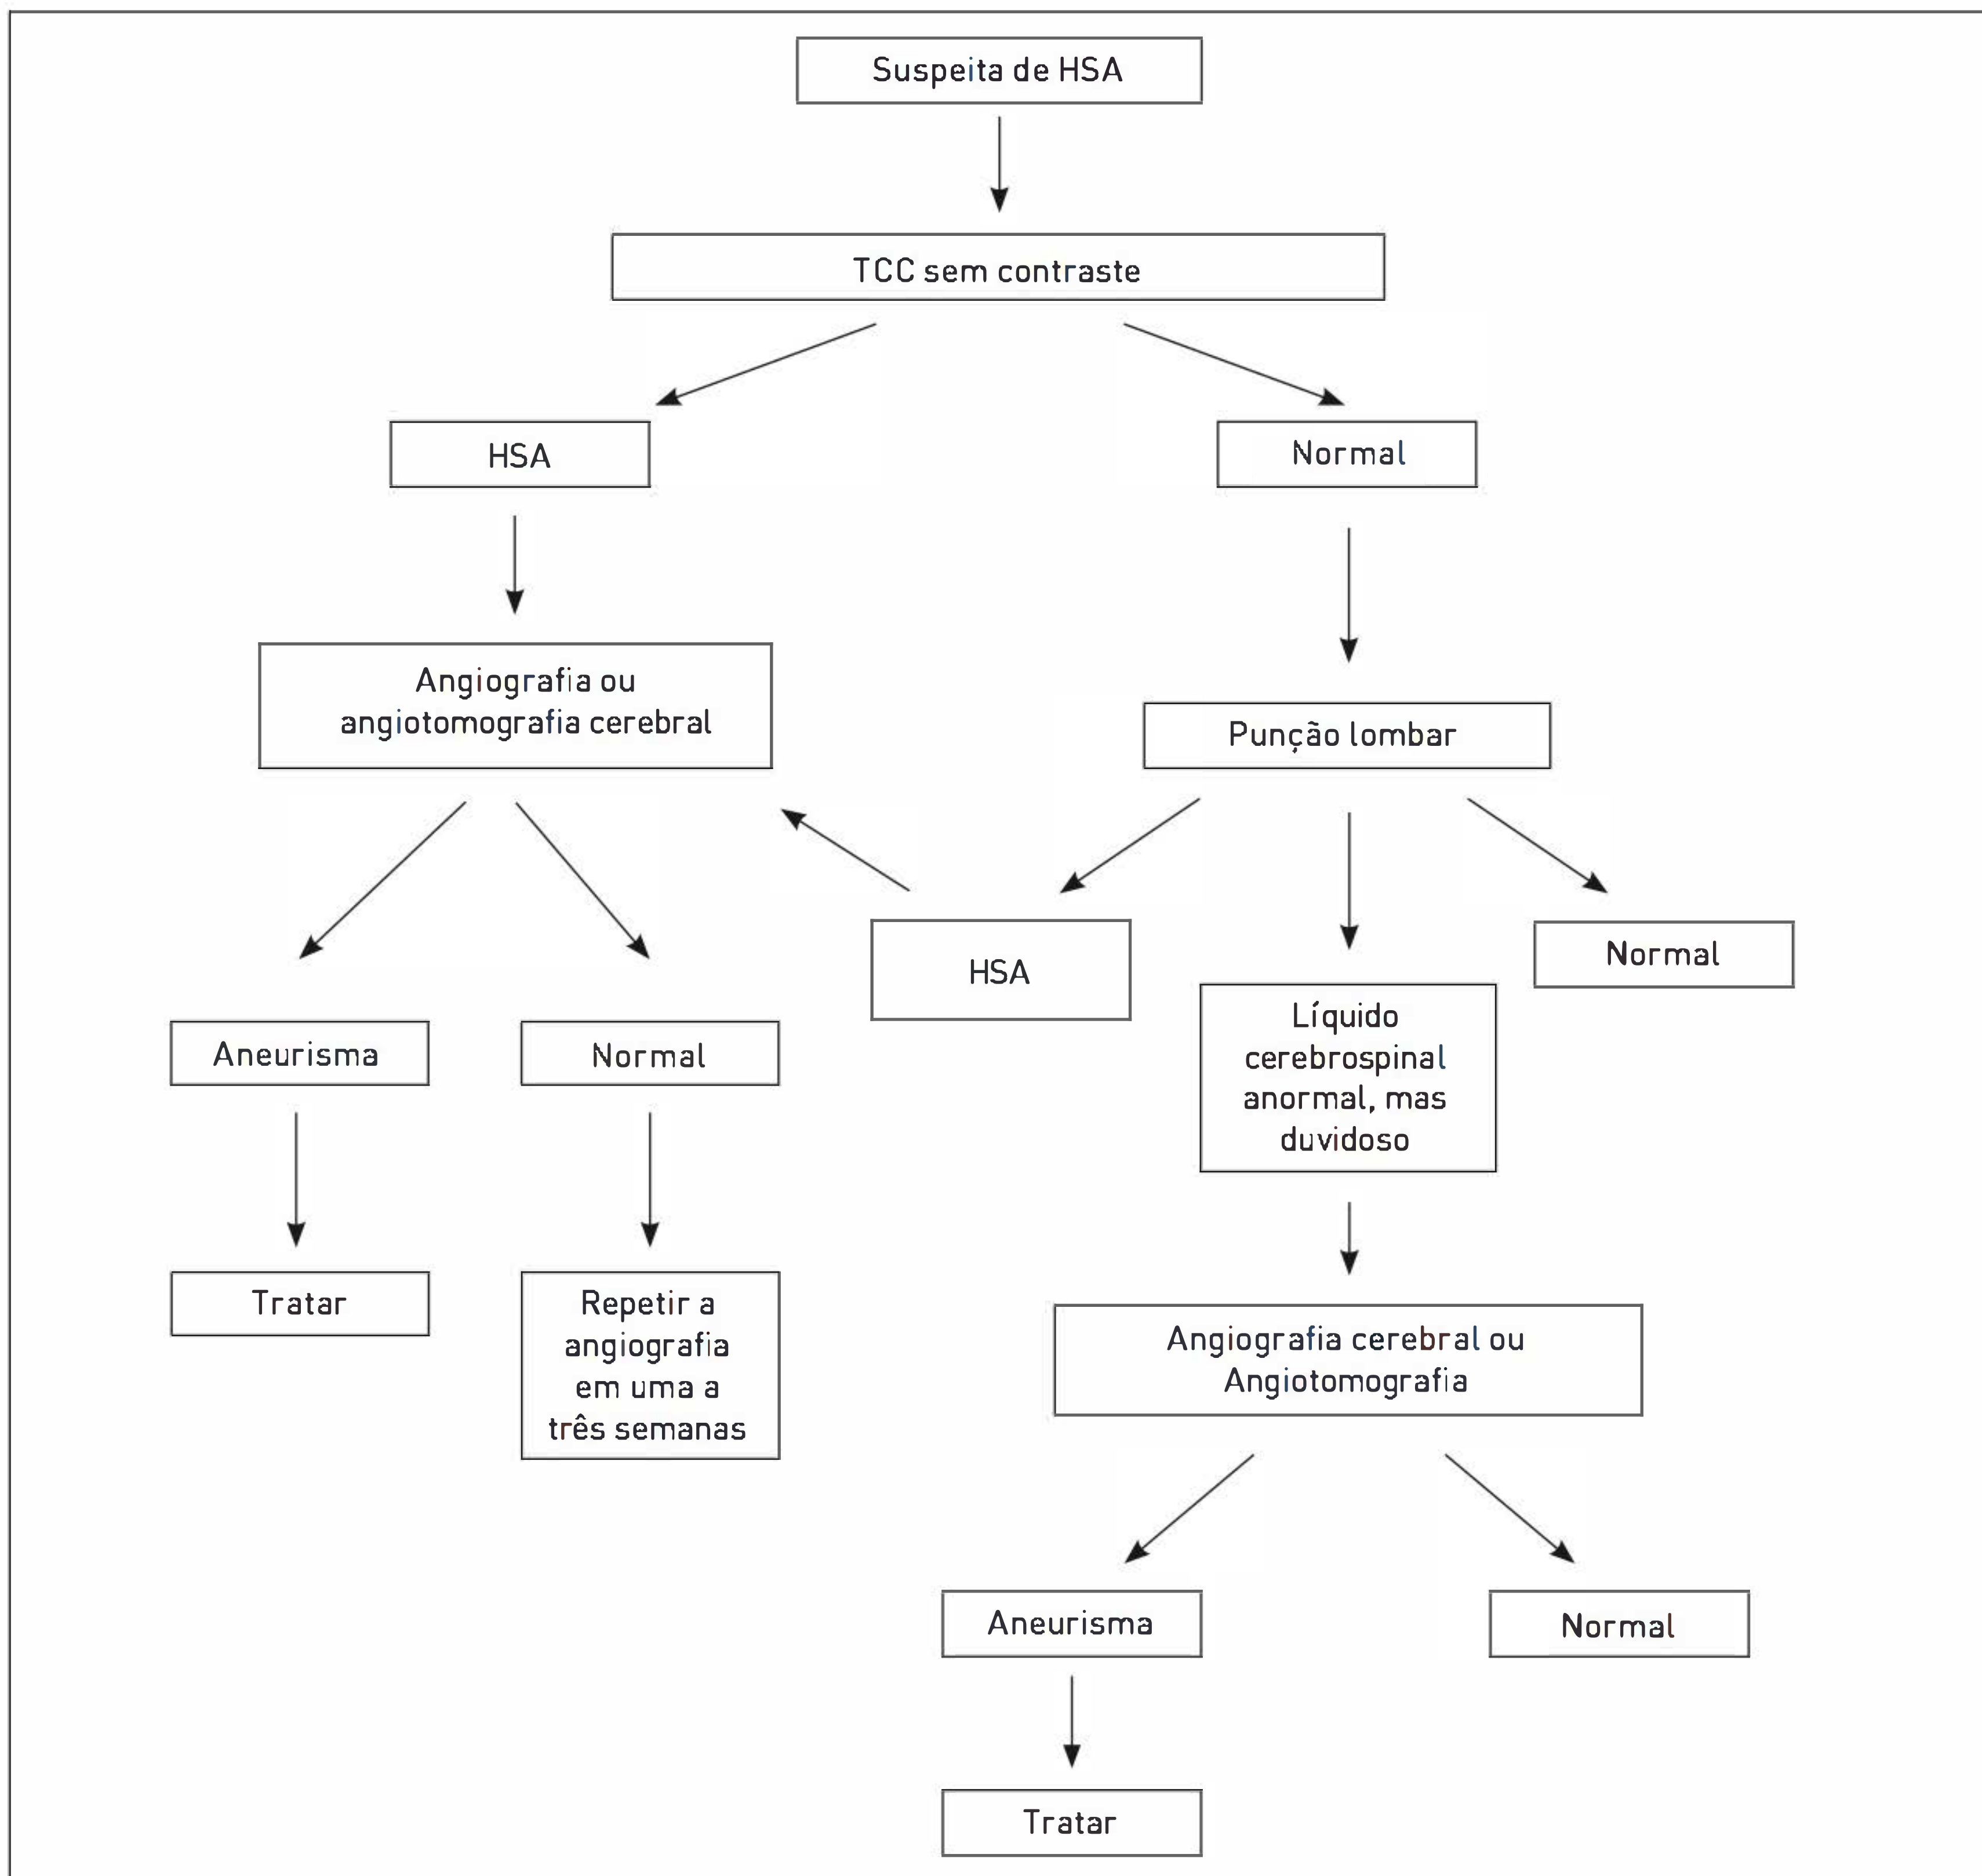 Suspeita de HSA
TCC sem contraste
HSA
Normal
Angiografia ou
angiotomografia cerebral
Punção lombar
HSA
Normal
Líquido
cerebrospinal
anormal, mas
duvidoso
Aneurisma
Normal
Tratar
Repetir a
angiografia
em uma a
três semanas
Angiografia cerebral ou
Angiotomografia
Aneurisma
Normal
Tratar